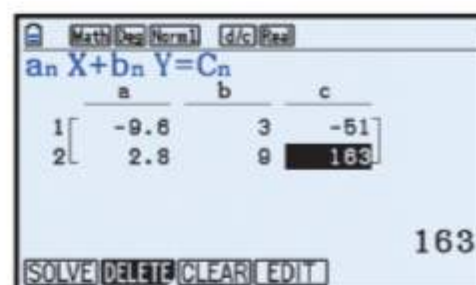 Math Deg Norm1 d/c Real
an X+bn Y=Cn
a b c
1 -9.6 3 -51
2 2.8 9 163
163
SOLVE DELETE CLEAR EDIT